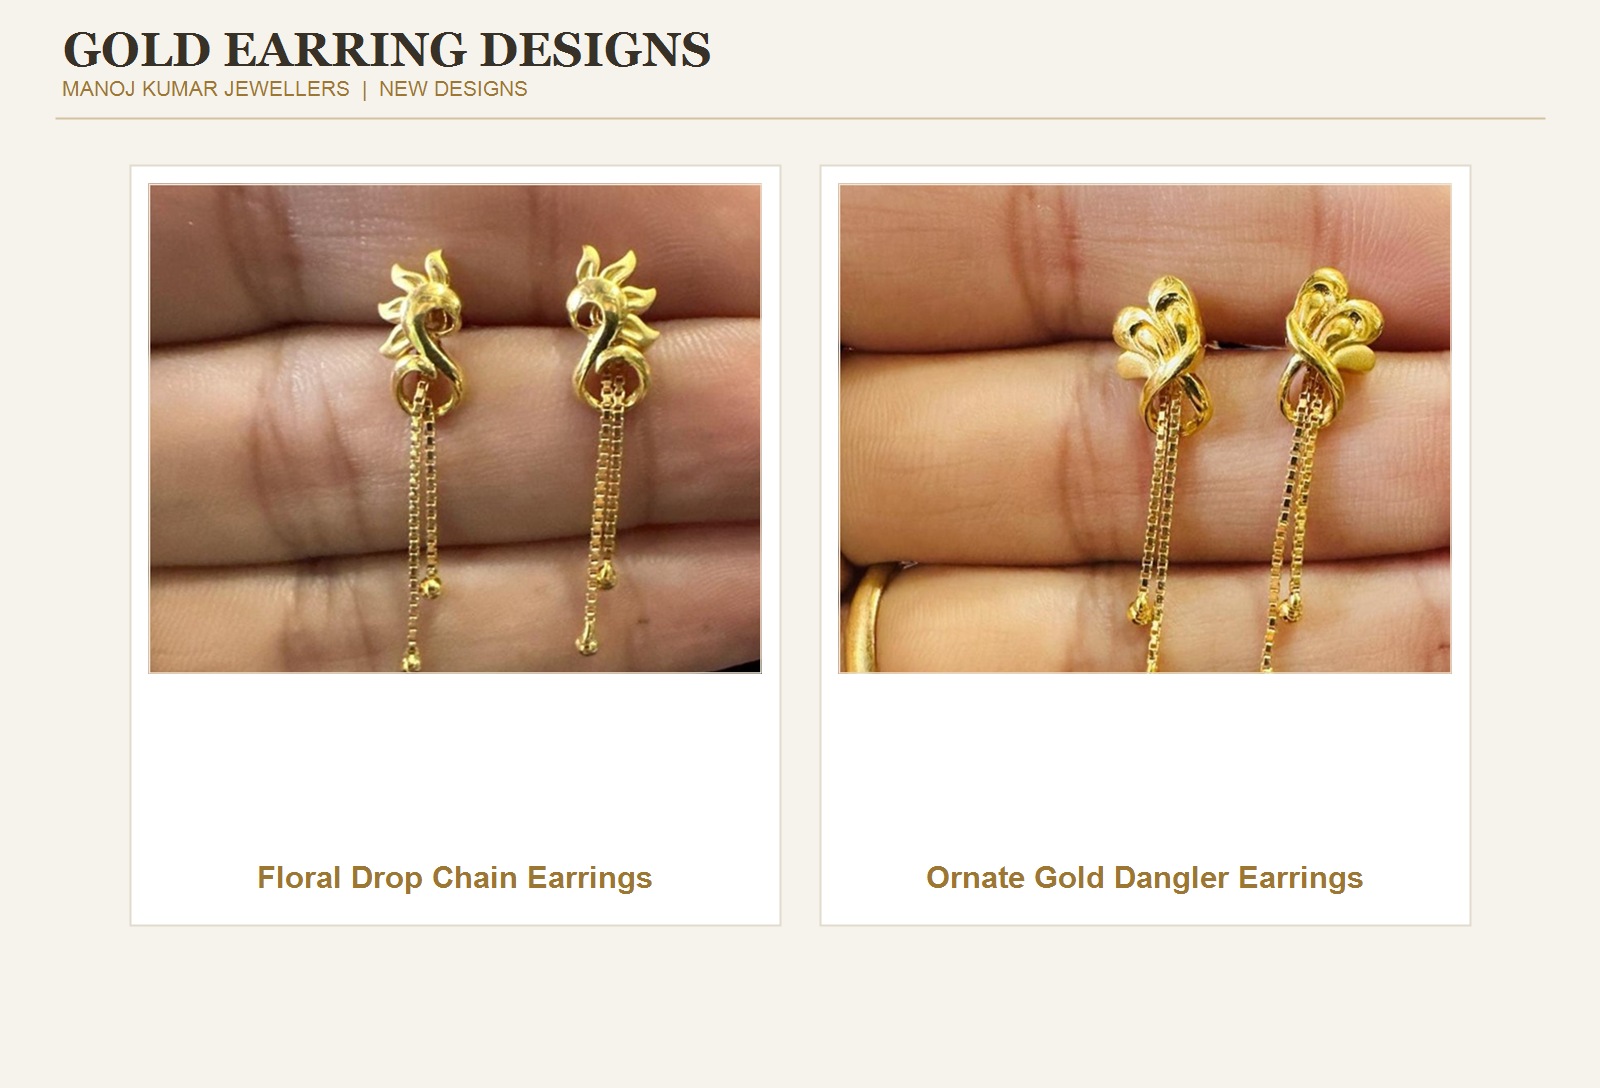 GOLD EARRING DESIGNS
MANOJ KUMAR JEWELLERS | NEW DESIGNS
Floral Drop Chain Earrings
Ornate Gold Dangler Earrings